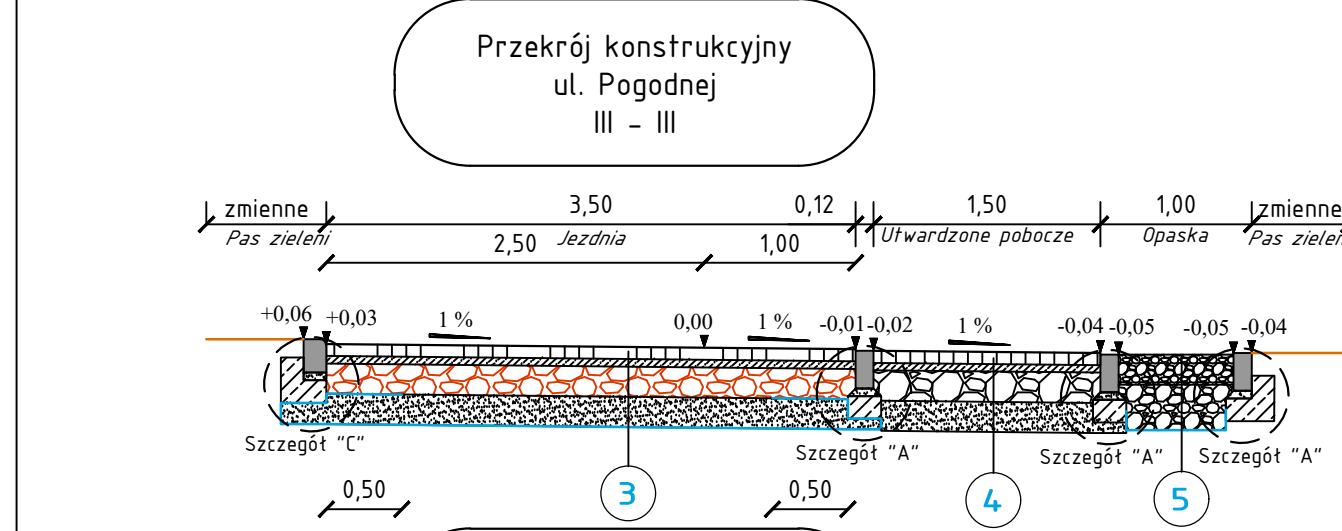 Przekrój konstrukcyjny
ul. Pogodnej
III - III
zmienne 3,50 0,12 1,50 1,00 zmienne
Pas zieleni Jezdnia Utwardzone pobocze Opaska Pas zieleni
2,50 1,00
+0,06 +0,03 1 % 0,00 1 % -0,01 -0,02 1 % -0,04 -0,05 -0,05 -0,04
Szczegół "C" Szczegół "A" Szczegół "A" Szczegół "A"
0,50 0,50
3 4 5